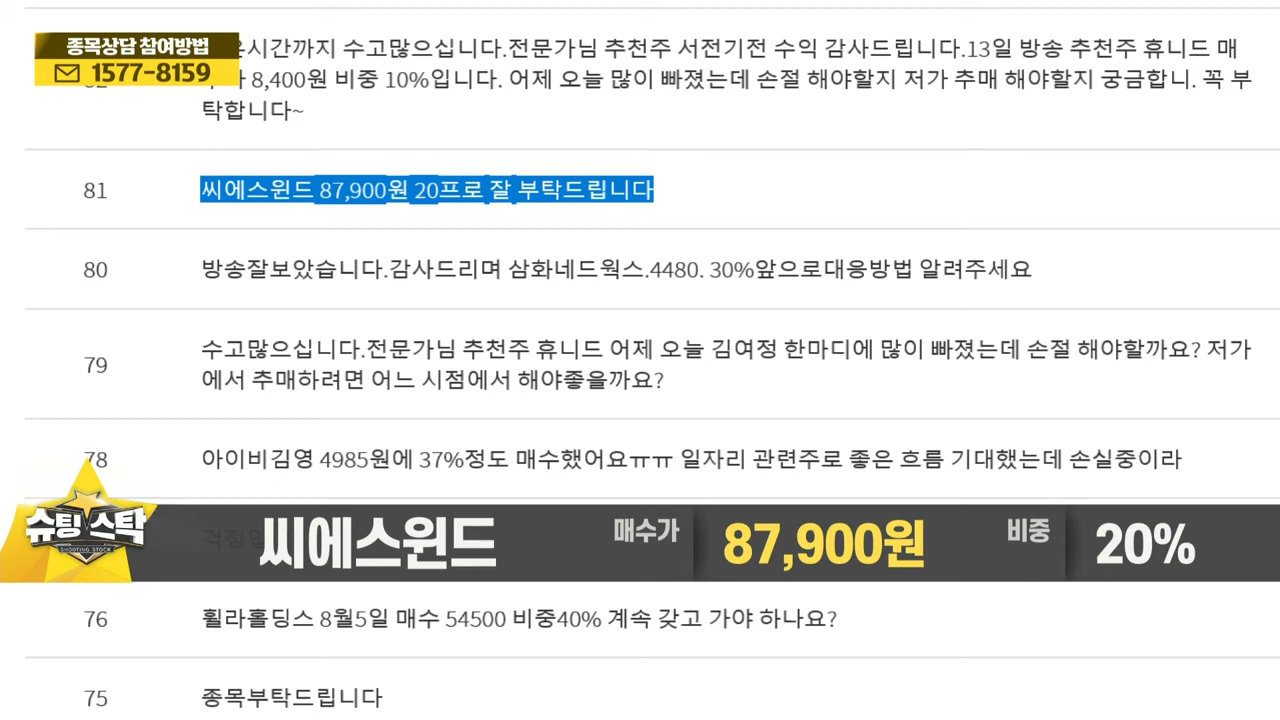 종목상담 참여방법
1577-8159
시간까지 수고많으십니다.전문가님 추천주 서전기전 수익 감사드립니다.13일 방송 추천주 휴니드 매
8,400원 비중 10%입니다. 어제 오늘 많이 빠졌는데 손절 해야할지 저가 추매 해야할지 궁금합니. 꼭 부
탁합니다~
81 씨에스윈드 87,900원 20프로 잘 부탁드립니다
80 방송잘보았습니다.감사드리며 삼화네드웍스.4480. 30%앞으로대응방법 알려주세요
79 수고많으십니다.전문가님 추천주 휴니드 어제 오늘 김여정 한마디에 많이 빠졌는데 손절 해야할까요? 저가
에서 추매하려면 어느 시점에서 해야좋을까요?
78 아이비김영 4985원에 37%정도 매수했어요ㅠㅠ 일자리 관련주로 좋은 흐름 기대했는데 손실중이라
슈팅 스탁
SHOOTING STOCK
씨에스윈드 매수가 87,900원 비중 20%
76 휠라홀딩스 8월5일 매수 54500 비중40% 계속 갖고 가야 하나요?
75 종목부탁드립니다